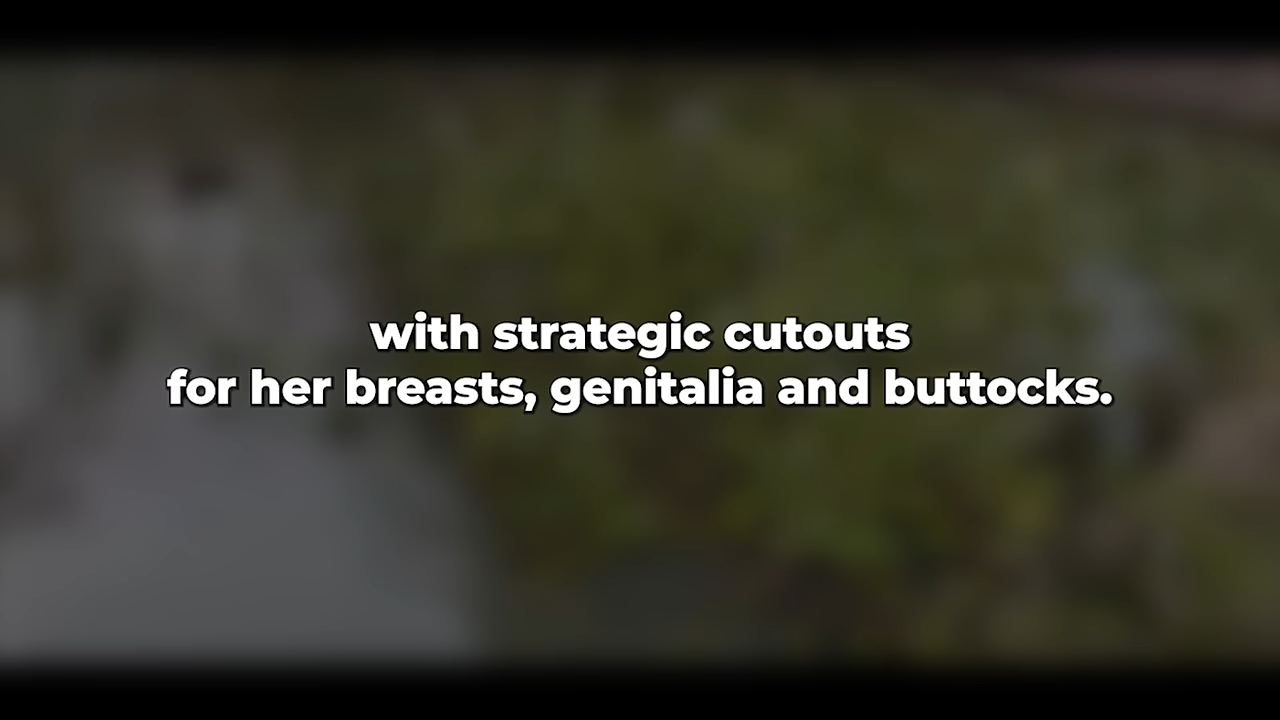 with strategic cutouts
for her breasts, genitalia and buttocks.